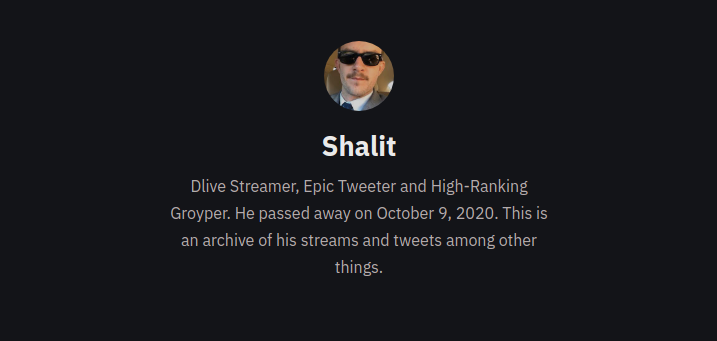 Shalit
Dlive Streamer, Epic Tweeter and High-Ranking
Groyper. He passed away on October 9, 2020. This is
an archive of his streams and tweets among other
things.